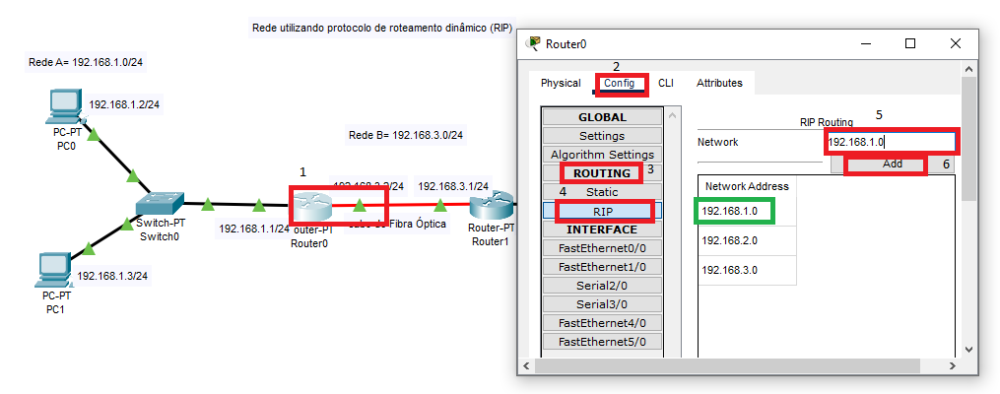 Rede utilizando protocolo de roteamento dinâmico (RIP)
Rede A= 192.168.1.0/24
192.168.1.2/24
PC-PT
PC0
Rede B= 192.168.3.0/24
1
192.168.3.2/24
192.168.3.1/24
Switch-PT
Switch0
192.168.1.1/24
outer-PT
Router0
cabo de Fibra Óptica
Router-PT
Router1
192.168.1.3/24
PC-PT
PC1
Router0
2
Physical Config CLI Attributes
GLOBAL
Settings
Algorithm Settings
ROUTING 3
4 Static
RIP
INTERFACE
FastEthernet0/0
FastEthernet1/0
Serial2/0
Serial3/0
FastEthernet4/0
FastEthernet5/0
RIP Routing 5
Network 192.168.1.0
Add 6
Network Address
192.168.1.0
192.168.2.0
192.168.3.0